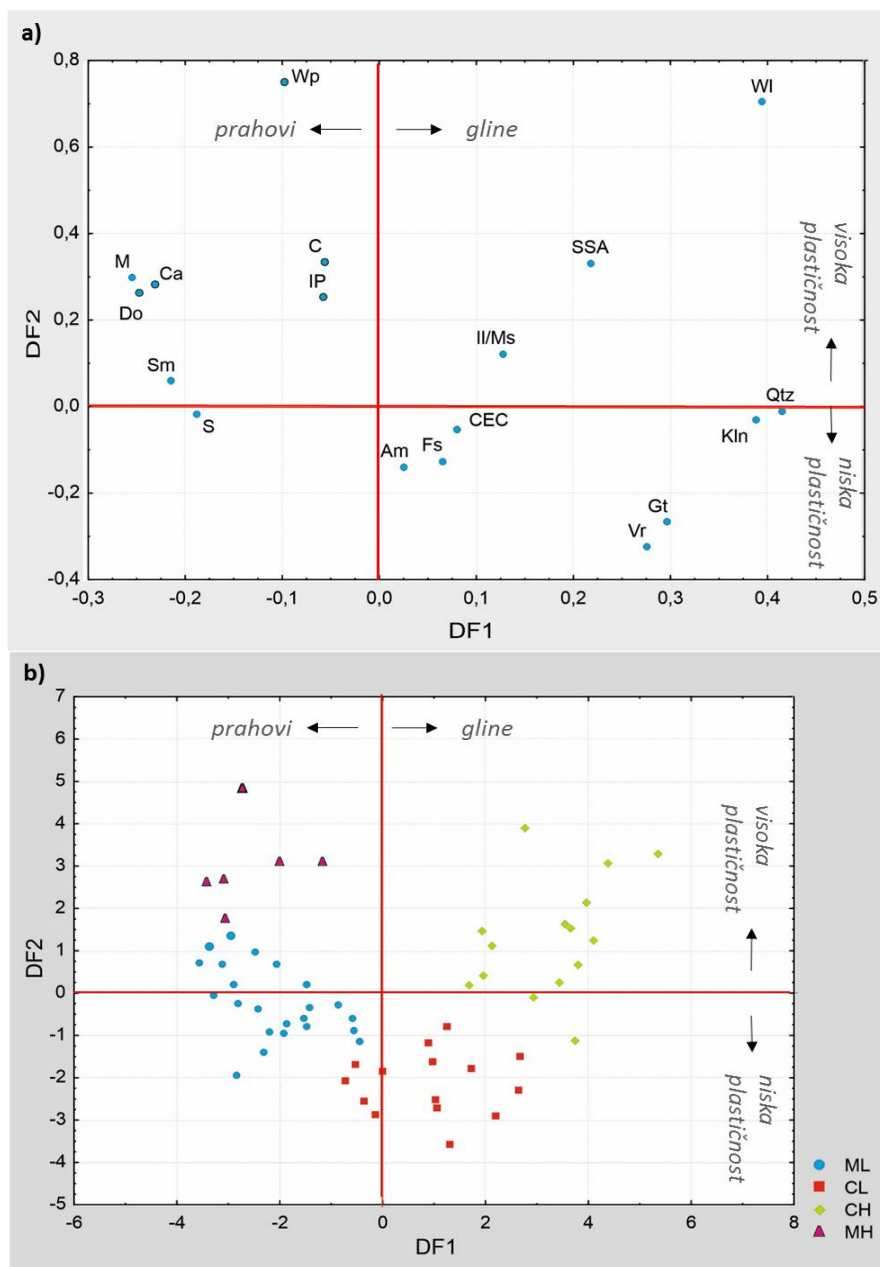 a)
0,8
0,6
0,4
0,2
0,0
-0,2
-0,4
DF2
Wp
Wl
prahovi
gline
visoka
plastičnost
M
Ca
Do
C
IP
SSA
Il/Ms
Sm
S
Qtz
Kln
CEC
Am
Fs
Gt
Vr
niska
plastičnost
-0,3
-0,2
-0,1
0,0
0,1
0,2
0,3
0,4
0,5
DF1
b)
7
6
5
4
3
2
1
0
-1
-2
-3
-4
-5
DF2
prahovi
gline
visoka
plastičnost
niska
plastičnost
-6
-4
-2
0
2
4
6
8
DF1
ML
CL
CH
MH